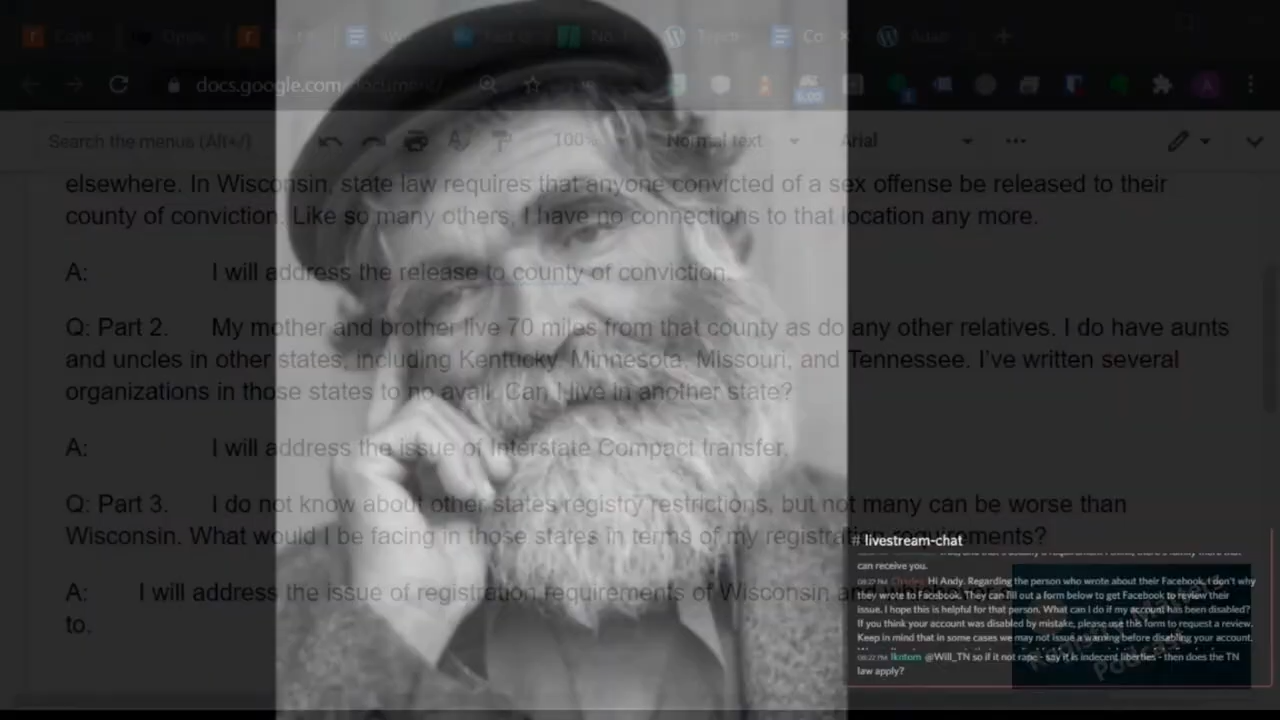 docs.google.com/document/
6.00
Search the menus (Alt+/)
100%
Normal text
Arial
elsewhere. In Wisconsin, state law requires that anyone convicted of a sex offense be released to their
county of conviction. Like so many others, I have no connections to that location any more.
A: I will address the release to county of conviction.
Q: Part 2. My mother and brother live 70 miles from that county as do any other relatives. I do have aunts
and uncles in other states, including Kentucky, Minnesota, Missouri, and Tennessee. I've written several
organizations in those states to no avail. Can I live in another state?
A: I will address the issue of Interstate Compact transfer.
Q: Part 3. I do not know about other states registry restrictions, but not many can be worse than
Wisconsin. What would I be facing in those states in terms of my registration requirements?
A: I will address the issue of registration requirements of Wisconsin
to.
# livestream-chat
can receive you.
08:22 PM Hi Andy. Regarding the person who wrote about their Facebook, I don't why
they wrote to Facebook. They can fill out a form below to get Facebook to review their
issue. I hope this is helpful for that person. What can I do if my account has been disabled?
If you think your account was disabled by mistake, please use this form to request a review.
Keep in mind that in some cases we may not issue a warning before disabling your account.
08:22 PM lkntom @Will_TN so if it not rape - say it is indecent liberties - then does the TN
law apply?